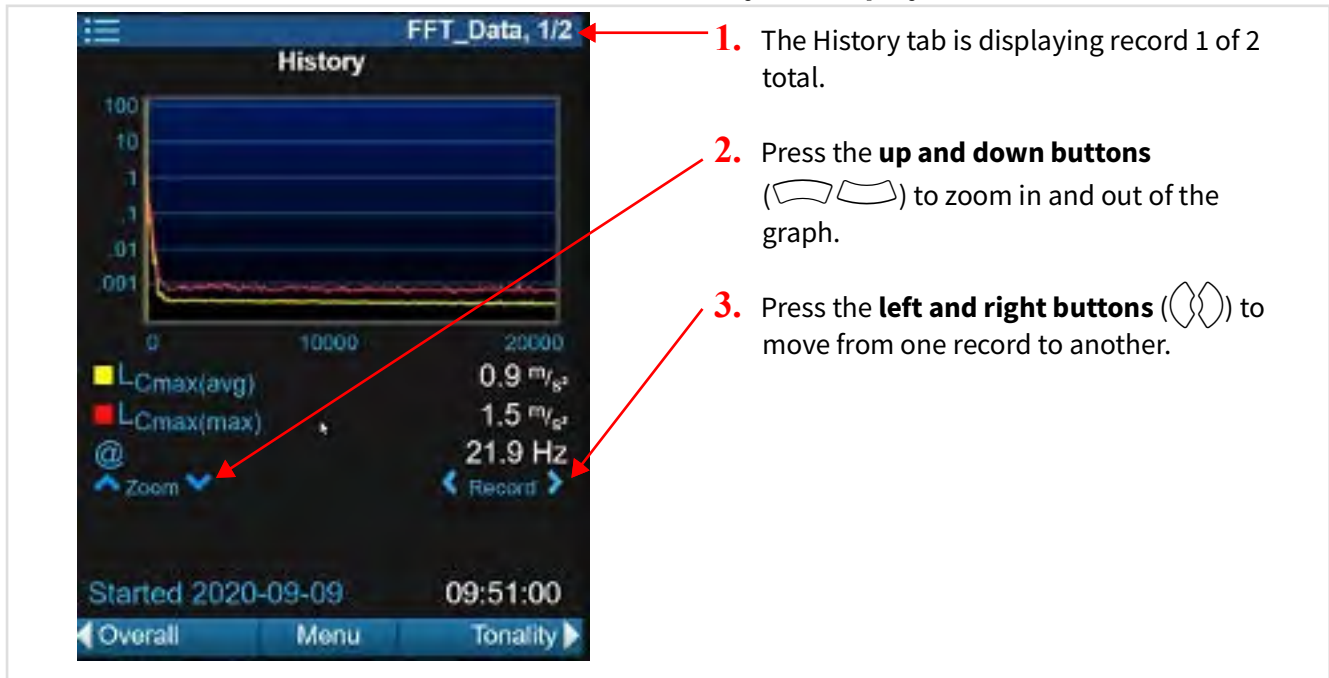 FFT_Data, 1/2
History
100
10
1
.1
.01
.001
0 10000 20000
LCmax(avg) 0.9 m/s²
LCmax(max) 1.5 m/s²
@ 21.9 Hz
Zoom Record
Started 2020-09-09 09:51:00
Overall Menu Tonality
1. The History tab is displaying record 1 of 2
total.
2. Press the up and down buttons
( ) to zoom in and out of the
graph.
3. Press the left and right buttons ( ) to
move from one record to another.